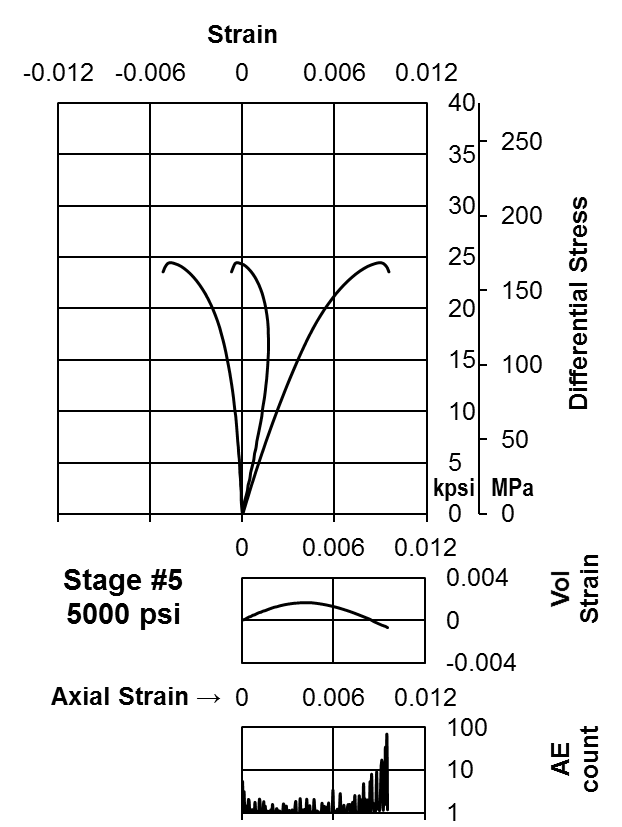 Strain
-0.012 -0.006 0 0.006 0.012
40
250
35
30
200
25
150
20
15
100
10
50
5
kpsi MPa
0 0
Differential Stress
0 0.006 0.012
Stage #5
5000 psi
0.004
0
-0.004
Vol
Strain
Axial Strain → 0 0.006 0.012
100
10
1
AE
count